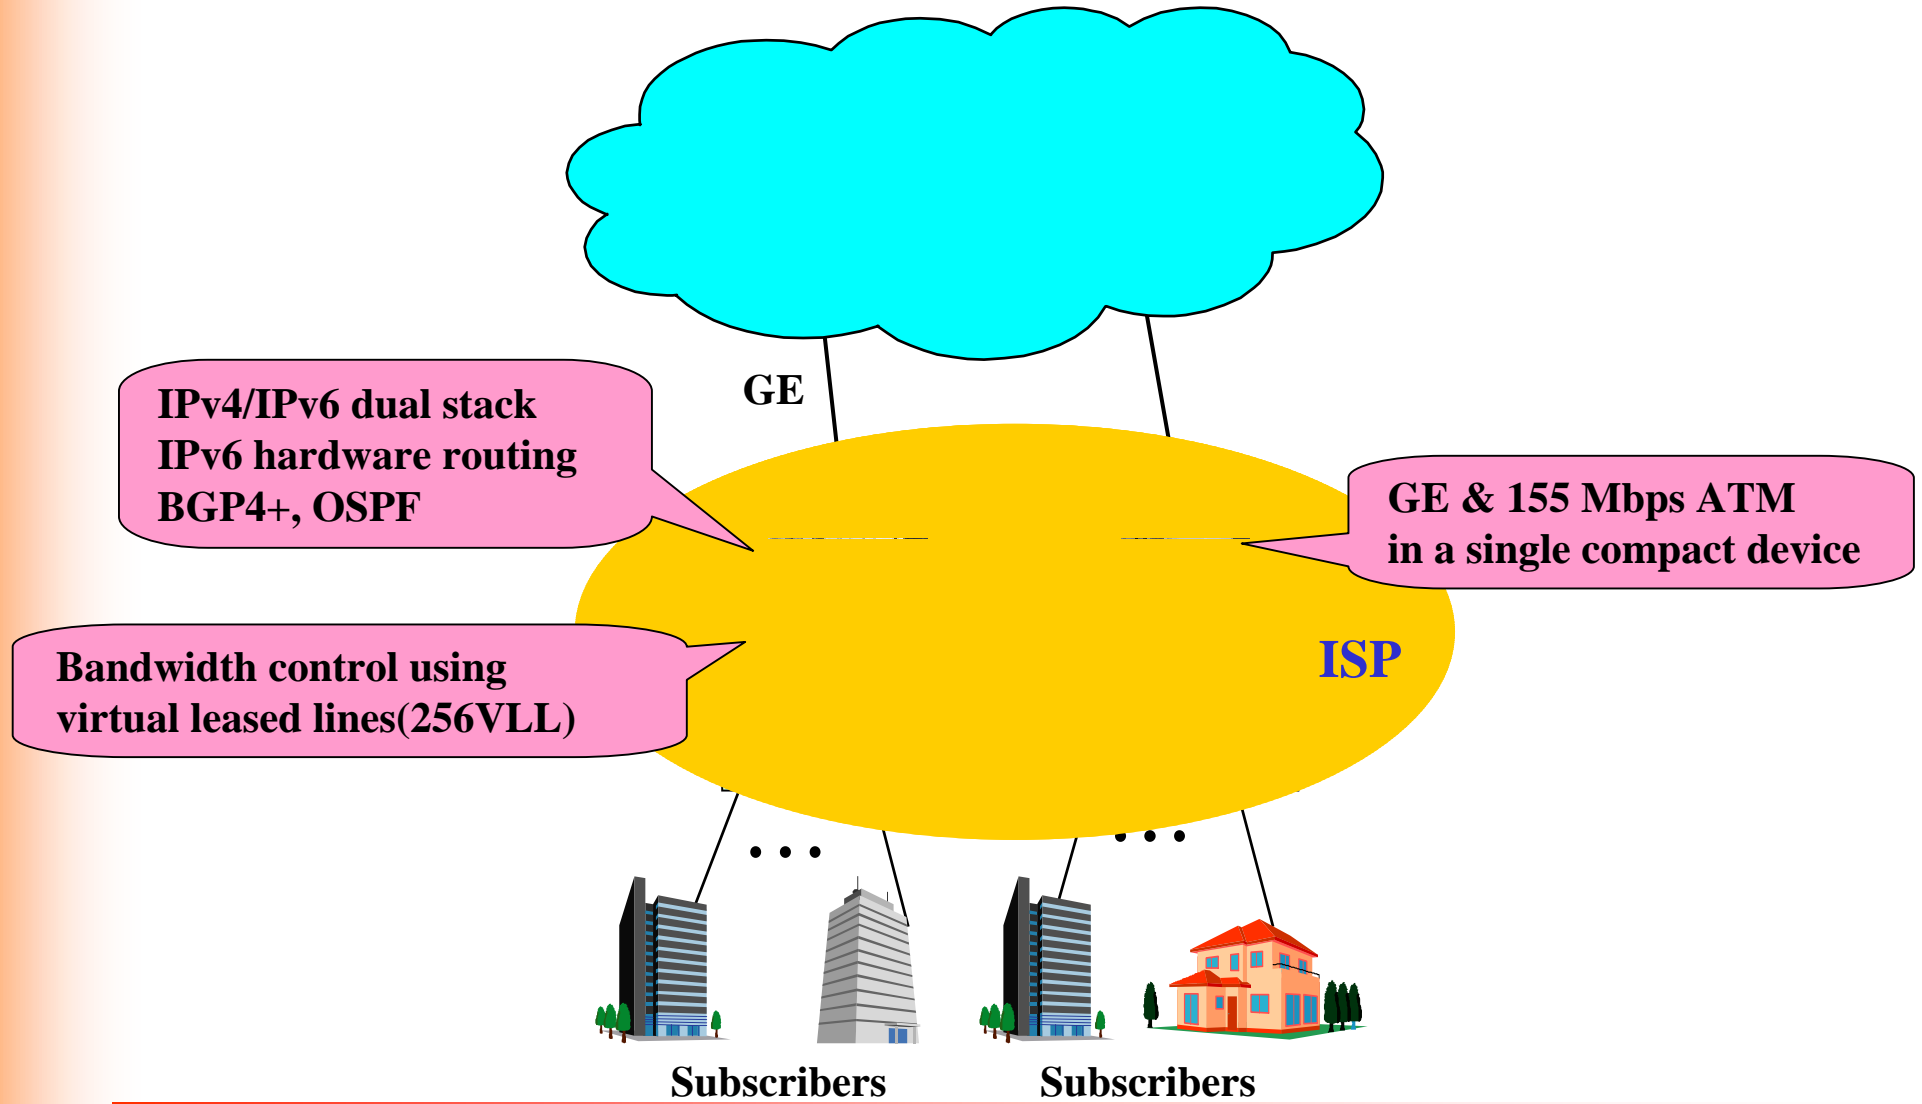 GE
IPv4/IPv6 dual stack
IPv6 hardware routing
BGP4+, OSPF
GE & 155 Mbps ATM
in a single compact device
ISP
Bandwidth control using
virtual leased lines(256VLL)
• • •
• • •
Subscribers
Subscribers